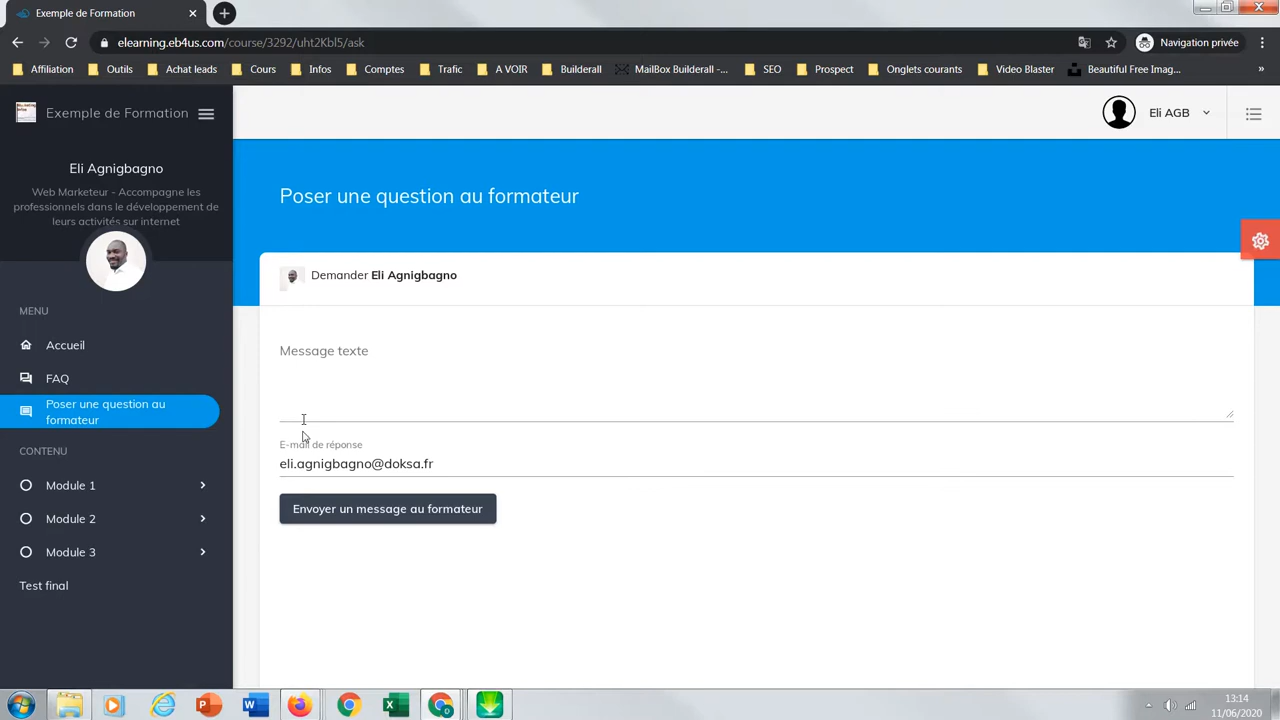 Exemple de Formation
elearning.eb4us.com/course/3292/uht2Kbl5/ask
Navigation privée
Affiliation
Outils
Achat leads
Cours
Infos
Comptes
Trafic
A VOIR
Builderall
MailBox Builderall -...
SEO
Prospect
Onglets courants
Video Blaster
Beautiful Free Imag...
»
Exemple de Formation
Eli AGB
Eli Agnigbagno
Web Marketeur - Accompagne les
professionnels dans le développement de
leurs activités sur internet
Poser une question au formateur
Demander Eli Agnigbagno
MENU
Accueil
FAQ
Poser une question au
formateur
CONTENU
Module 1
Module 2
Module 3
Test final
Message texte
E-mail de réponse
eli.agnigbagno@doksa.fr
Envoyer un message au formateur
13:14
11/06/2020